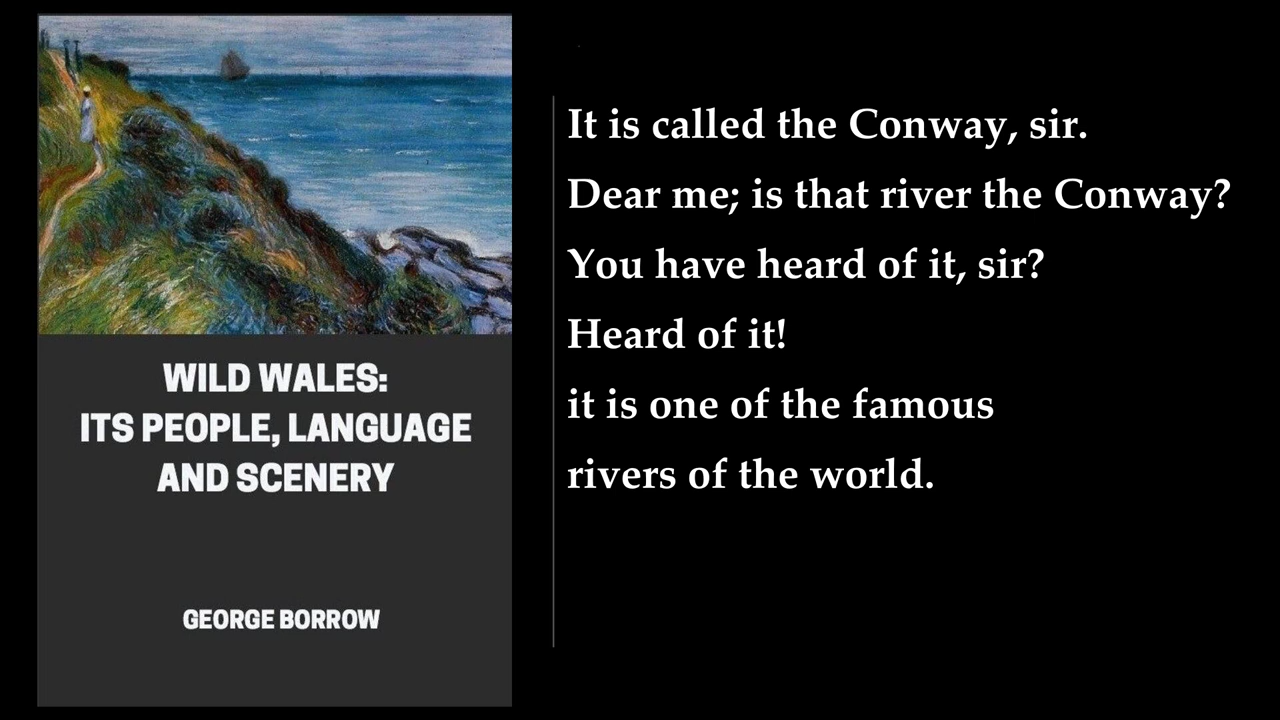 WILD WALES:
ITS PEOPLE, LANGUAGE
AND SCENERY
GEORGE BORROW
It is called the Conway, sir.
Dear me; is that river the Conway?
You have heard of it, sir?
Heard of it!
it is one of the famous
rivers of the world.